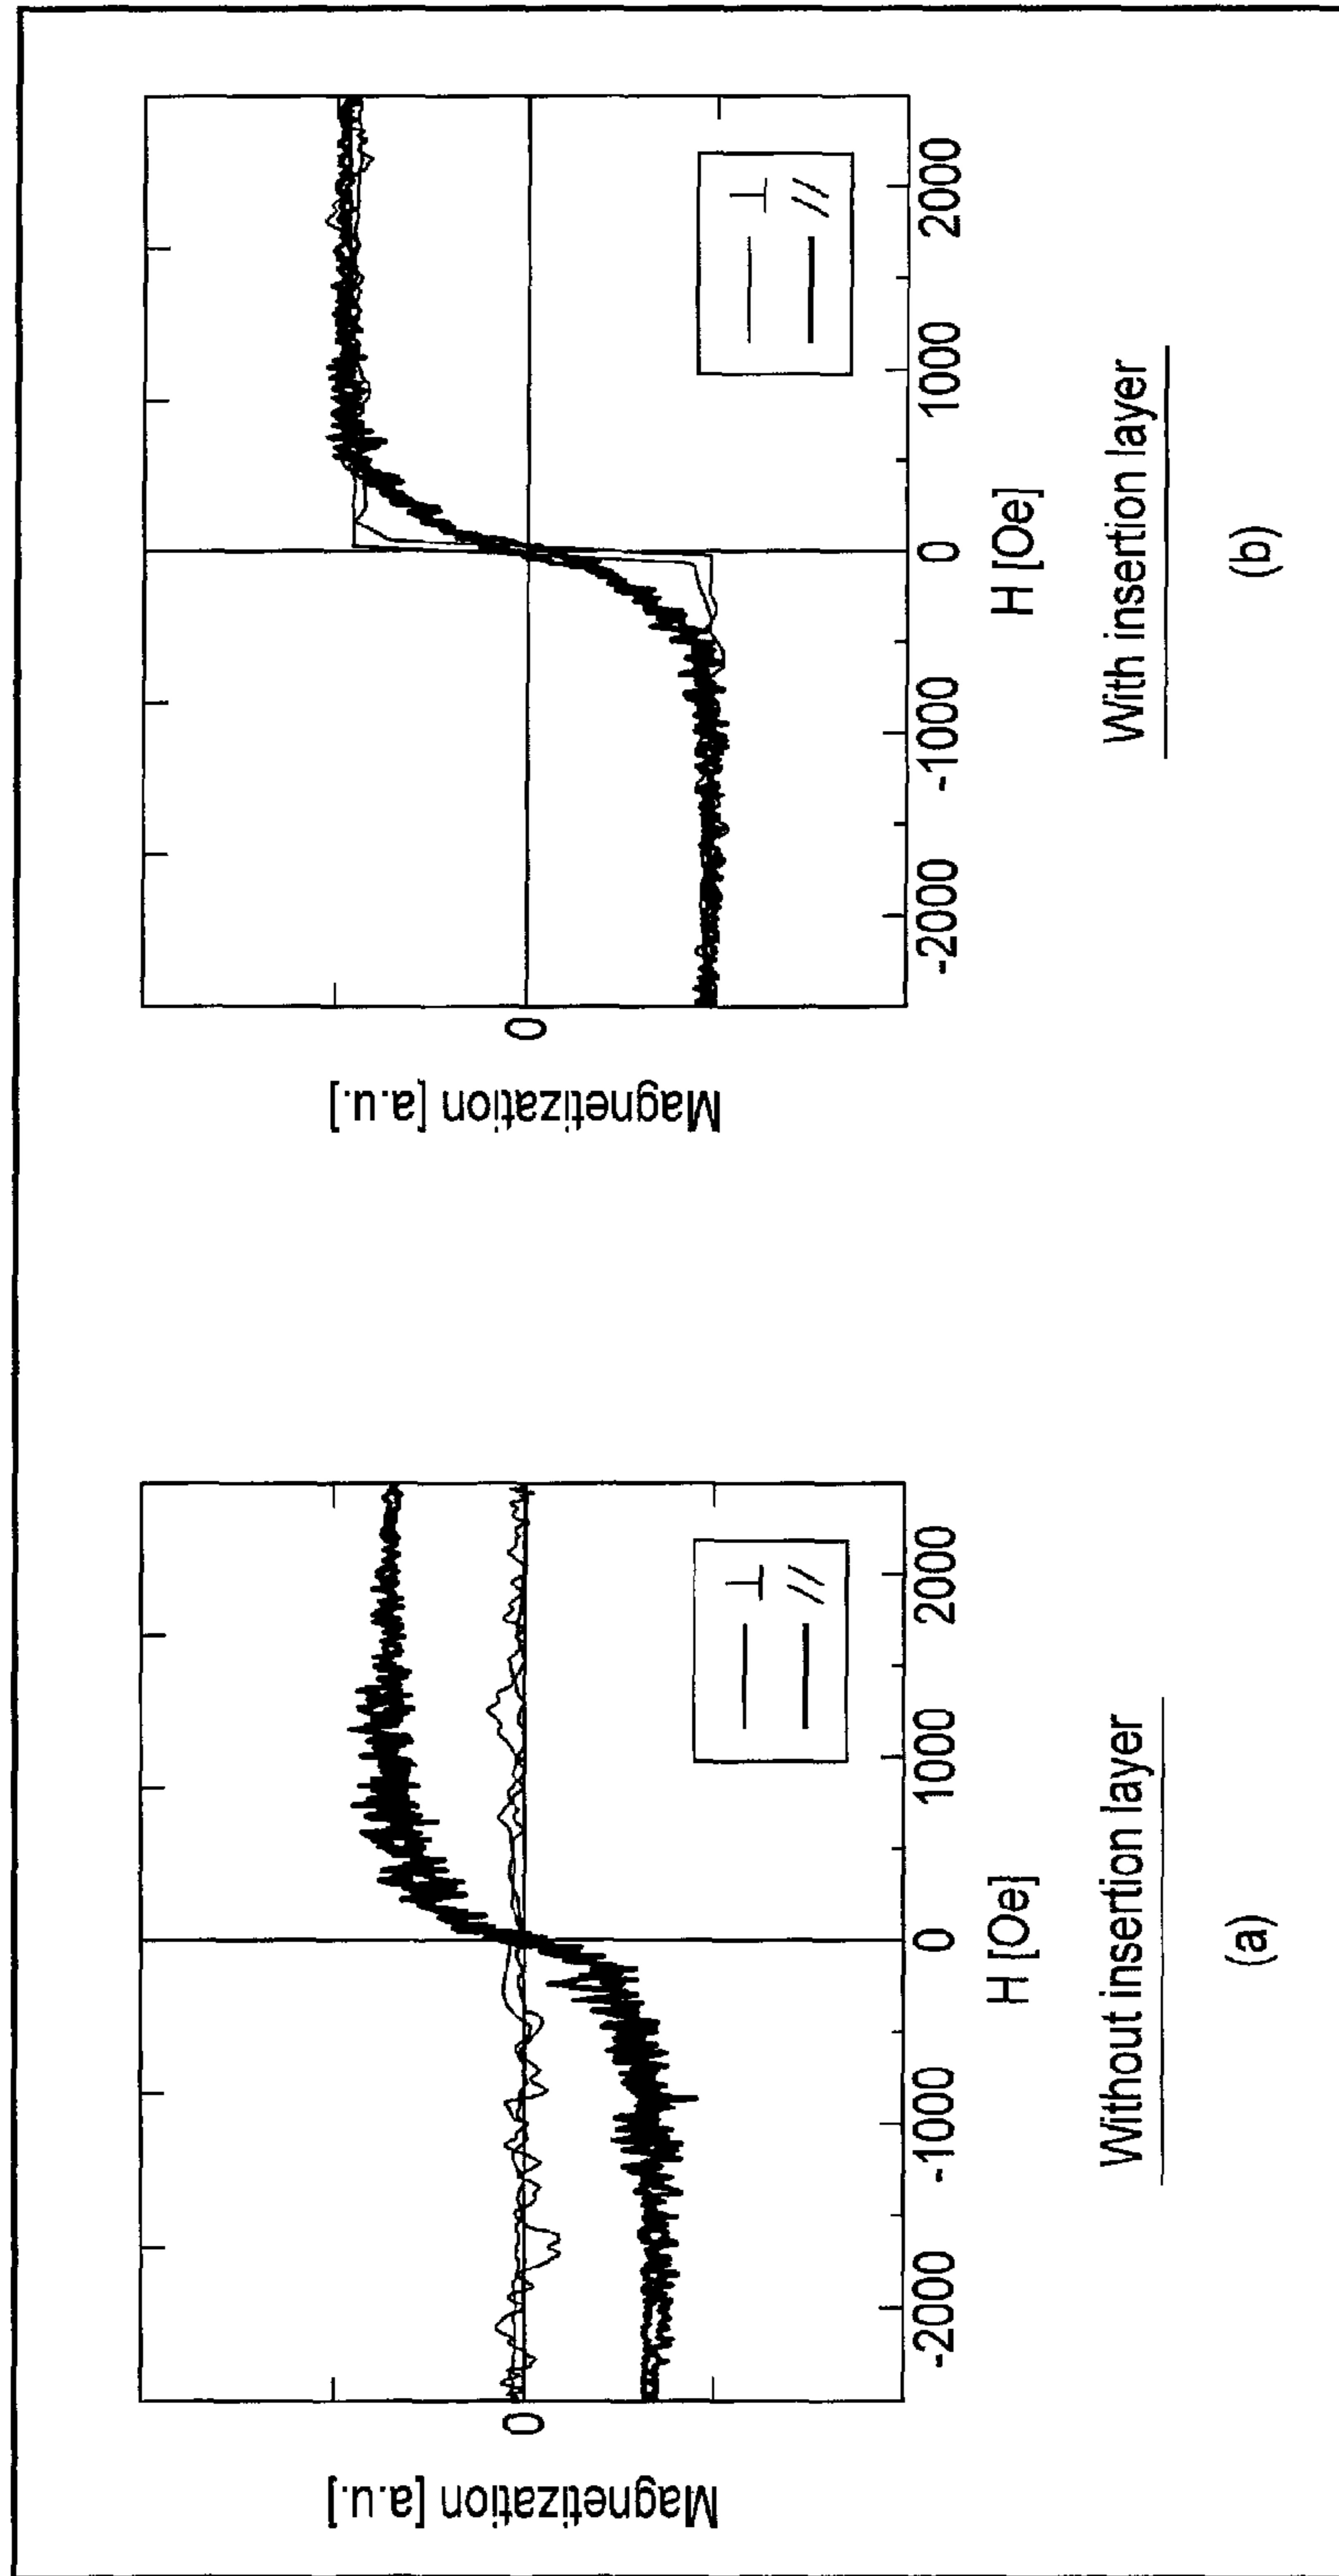 Magnetization [a.u.]
0
⊥
//
-2000
-1000
0
1000
2000
H [Oe]
Without insertion layer
(a)
Magnetization [a.u.]
0
⊥
//
-2000
-1000
0
1000
2000
H [Oe]
With insertion layer
(b)